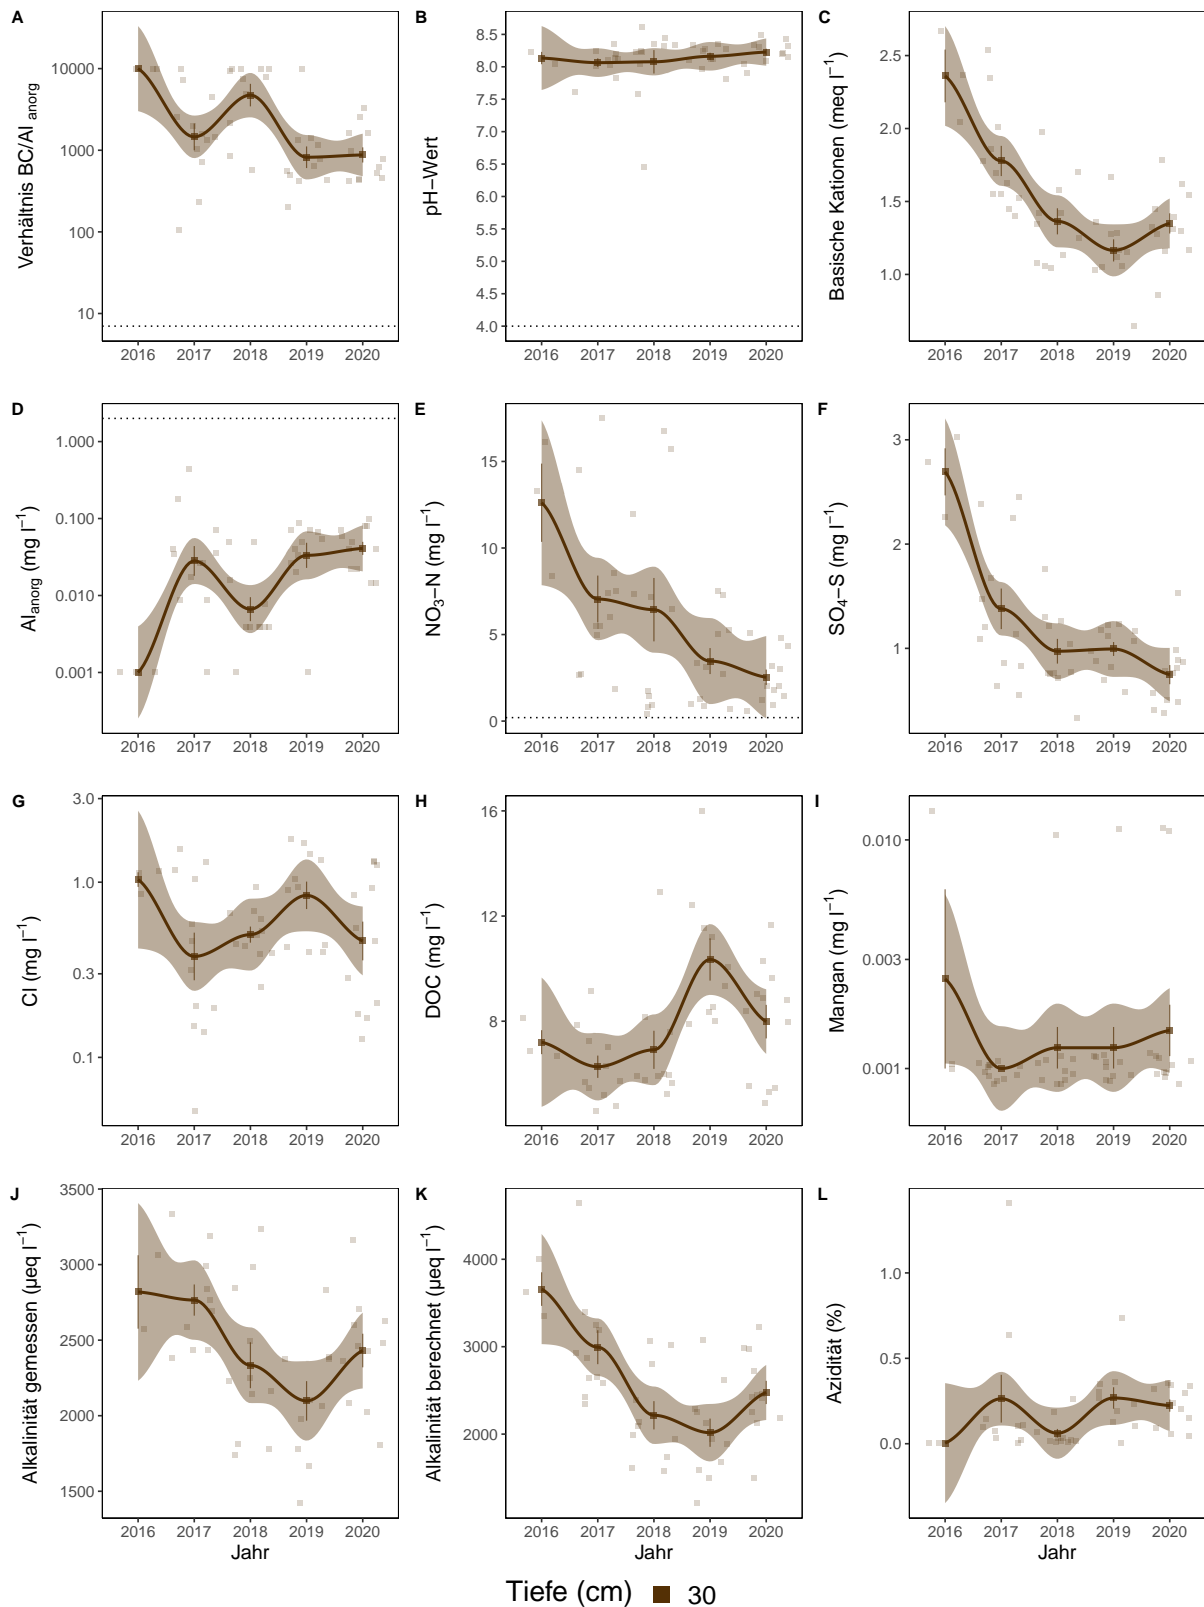 A
Verhältnis BC/Al anorg
10000
1000
100
10
2016 2017 2018 2019 2020
B
pH−Wert
8.5
8.0
7.5
7.0
6.5
6.0
5.5
5.0
4.5
4.0
2016 2017 2018 2019 2020
C
Basische Kationen (meq l−1)
2.5
2.0
1.5
1.0
2016 2017 2018 2019 2020
D
Al anorg (mg l−1)
1.000
0.100
0.010
0.001
2016 2017 2018 2019 2020
E
NO3−N (mg l−1)
15
10
5
0
2016 2017 2018 2019 2020
F
SO4−S (mg l−1)
3
2
1
2016 2017 2018 2019 2020
G
Cl (mg l−1)
3.0
1.0
0.3
0.1
2016 2017 2018 2019 2020
H
DOC (mg l−1)
16
12
8
2016 2017 2018 2019 2020
I
Mangan (mg l−1)
0.010
0.003
0.001
2016 2017 2018 2019 2020
J
Alkalinität gemessen (µeq l−1)
3500
3000
2500
2000
1500
2016 2017 2018 2019 2020
Jahr
K
Alkalinität berechnet (µeq l−1)
4000
3000
2000
2016 2017 2018 2019 2020
Jahr
L
Azidität (%)
1.0
0.5
0.0
2016 2017 2018 2019 2020
Jahr
Tiefe (cm) 30